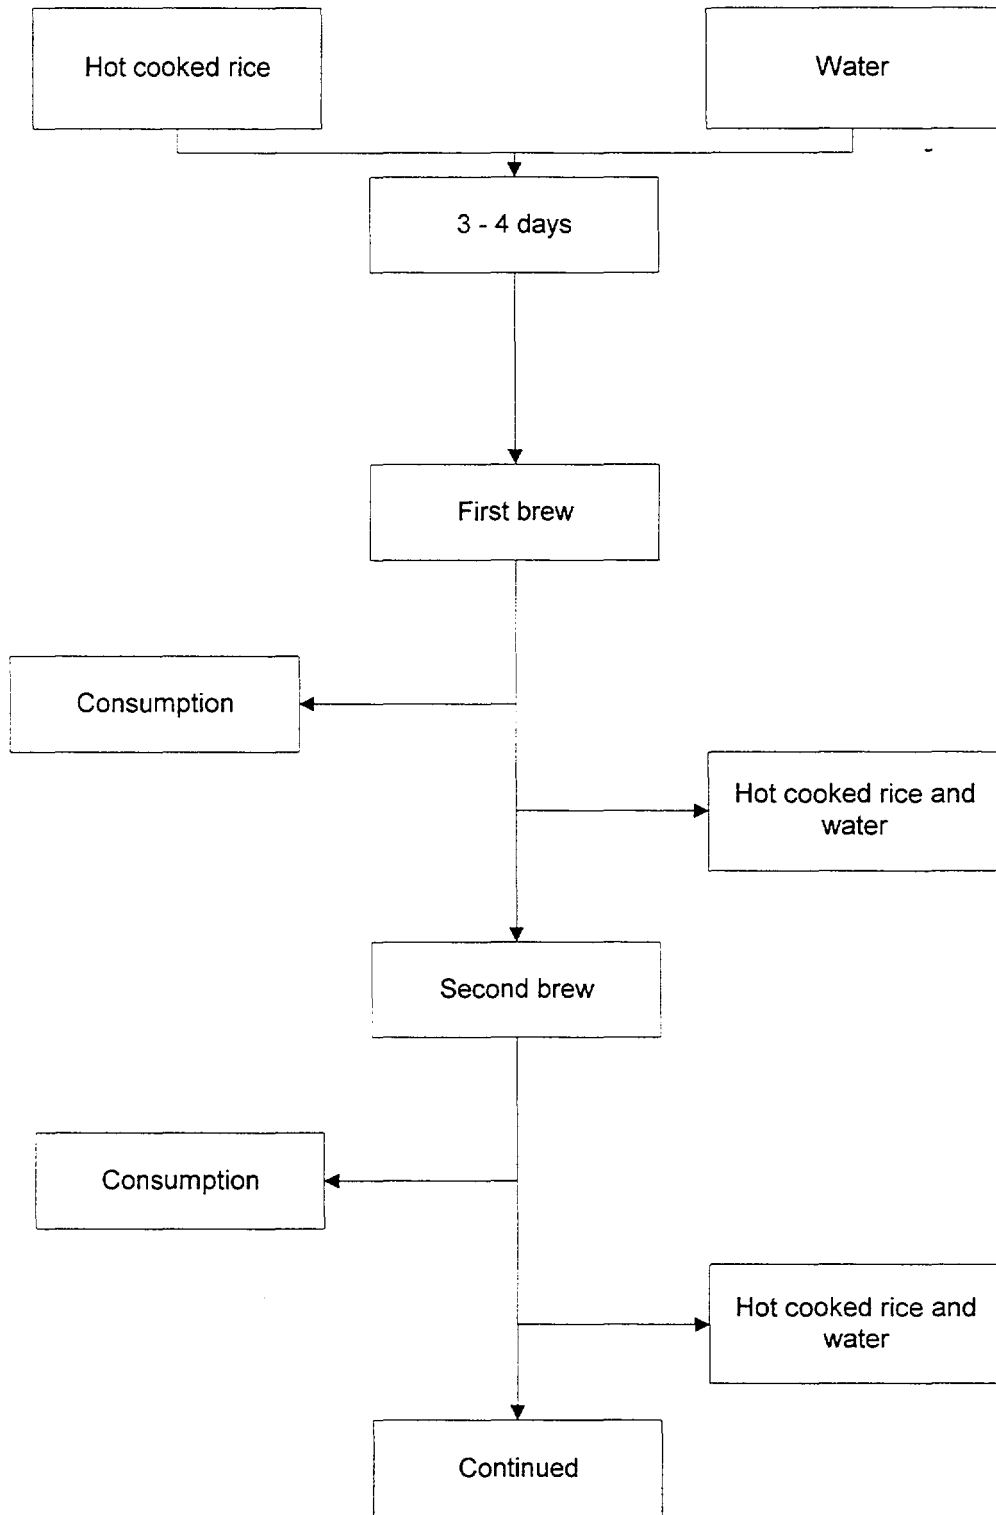 Hot cooked rice
Water
3 - 4 days
First brew
Consumption
Hot cooked rice and
water
Second brew
Consumption
Hot cooked rice and
water
Continued